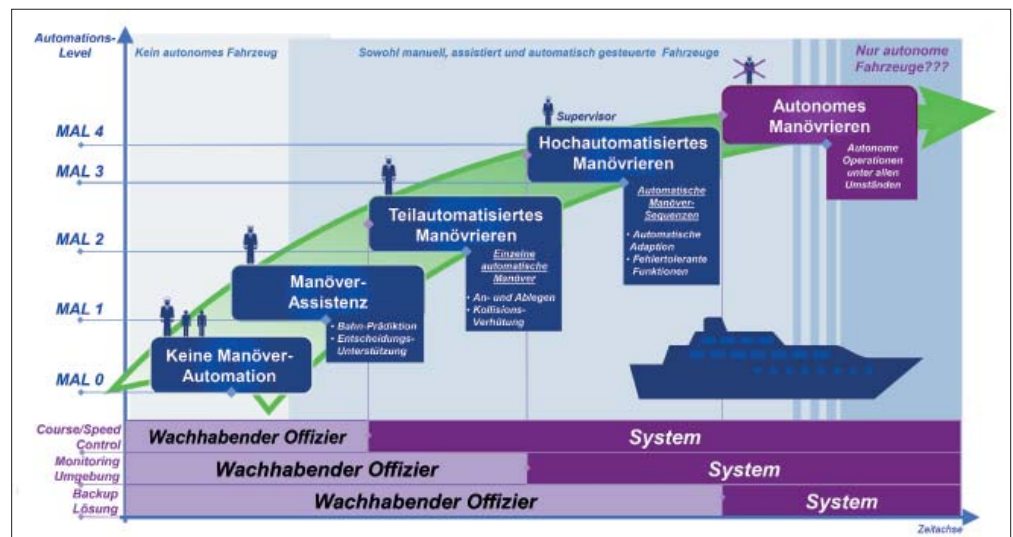 Automations-
Level
Kein autonomes Fahrzeug
Sowohl manuell, assistiert und automatisch gesteuerte Fahrzeuge
Nur autonome
Fahrzeuge???
MAL 4
MAL 3
MAL 2
MAL 1
MAL 0
Keine Manöver-
Automation
Manöver-
Assistenz
• Bahn-Prädiktion
• Entscheidungs-
Unterstützung
Teilautomatisiertes
Manövrieren
Einzelne
automatische
Manöver
• An- und Ablegen
• Kollisions-
Verhütung
Supervisor
Hochautomatisiertes
Manövrieren
Automatische
Manöver-
Sequenzen
• Automatische
Adaption
• Fehlertolerante
Funktionen
Autonomes
Manövrieren
Autonome
Operationen
unter allen
Umständen
Course/Speed
Control
Wachhabender Offizier
System
Monitoring
Umgebung
Wachhabender Offizier
System
Backup
Lösung
Wachhabender Offizier
System
Zeitachse